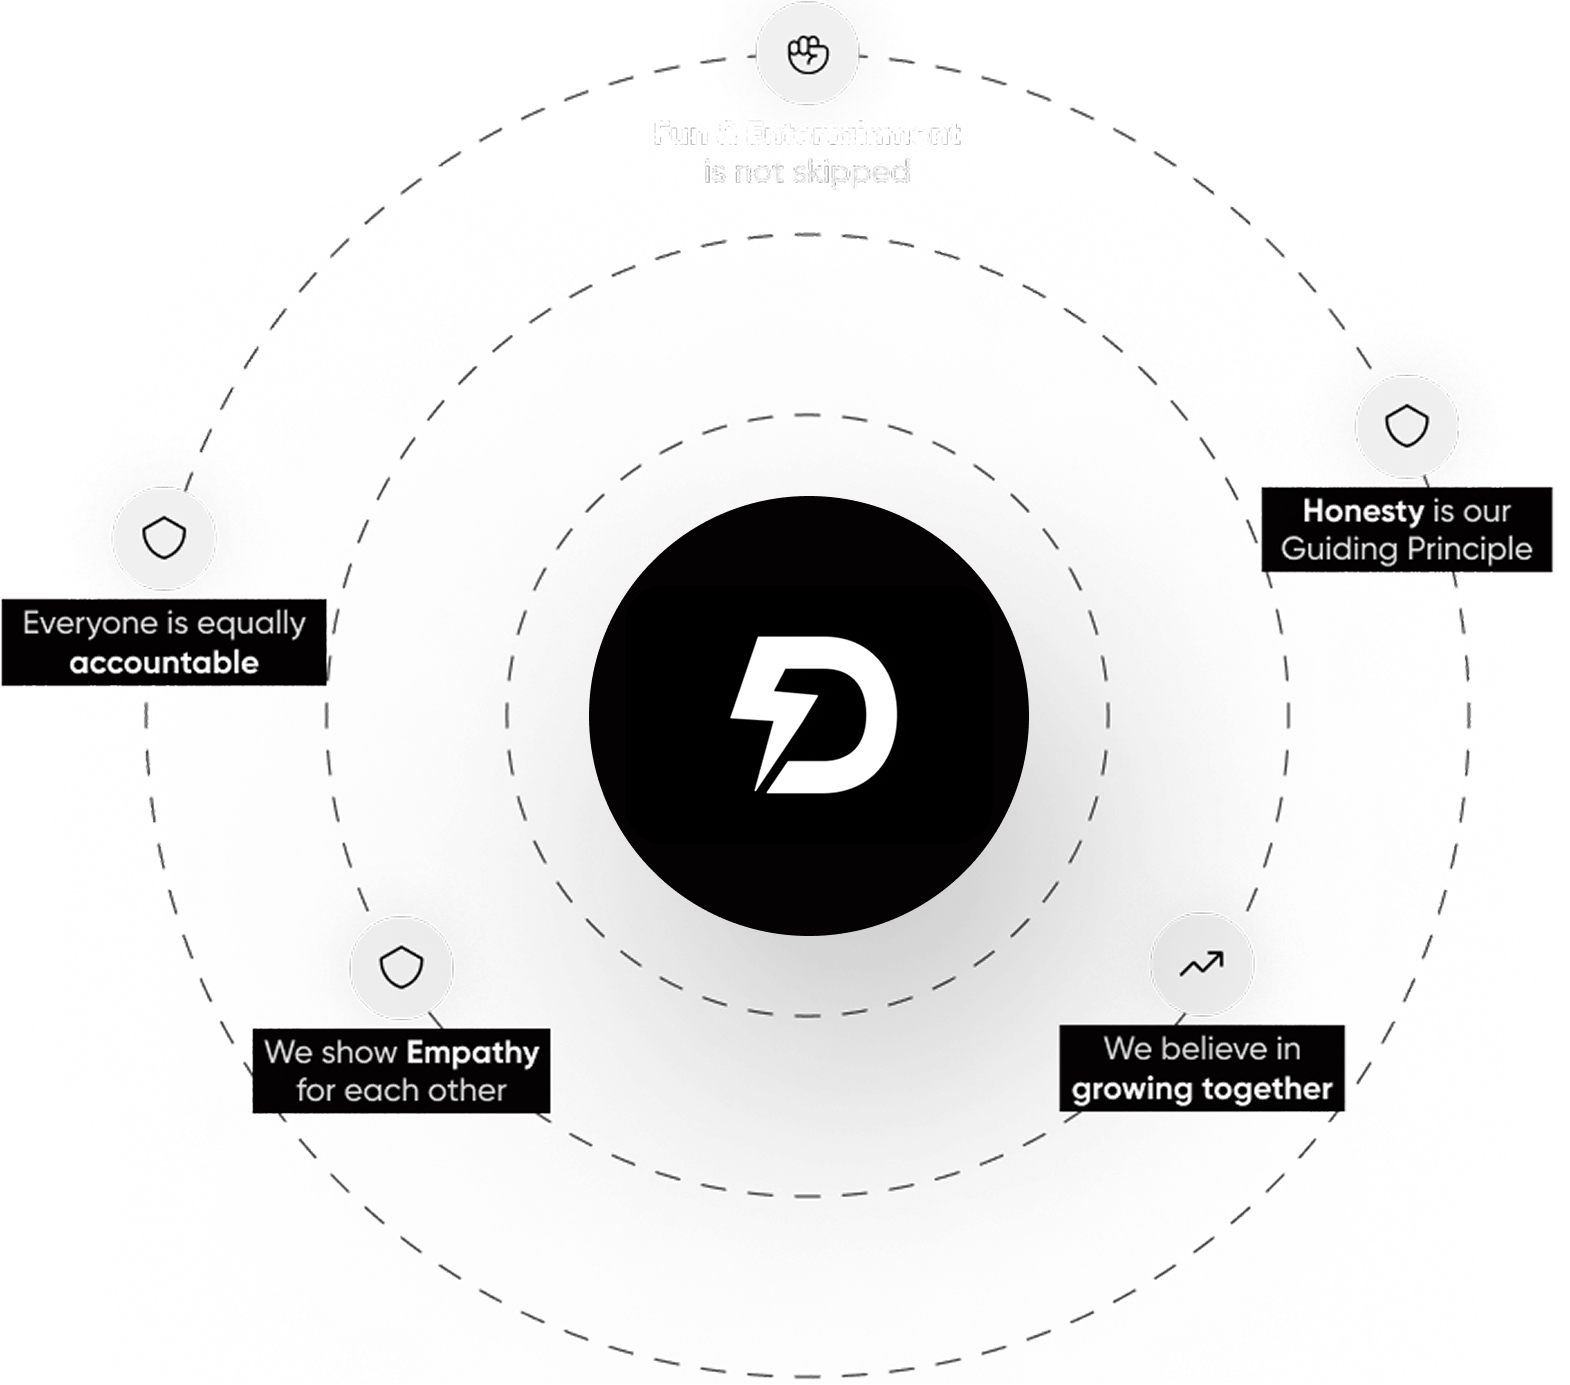 Fun & Entertainment
is not skipped
Honesty is our
Guiding Principle
Everyone is equally
accountable
We show Empathy
for each other
We believe in
growing together